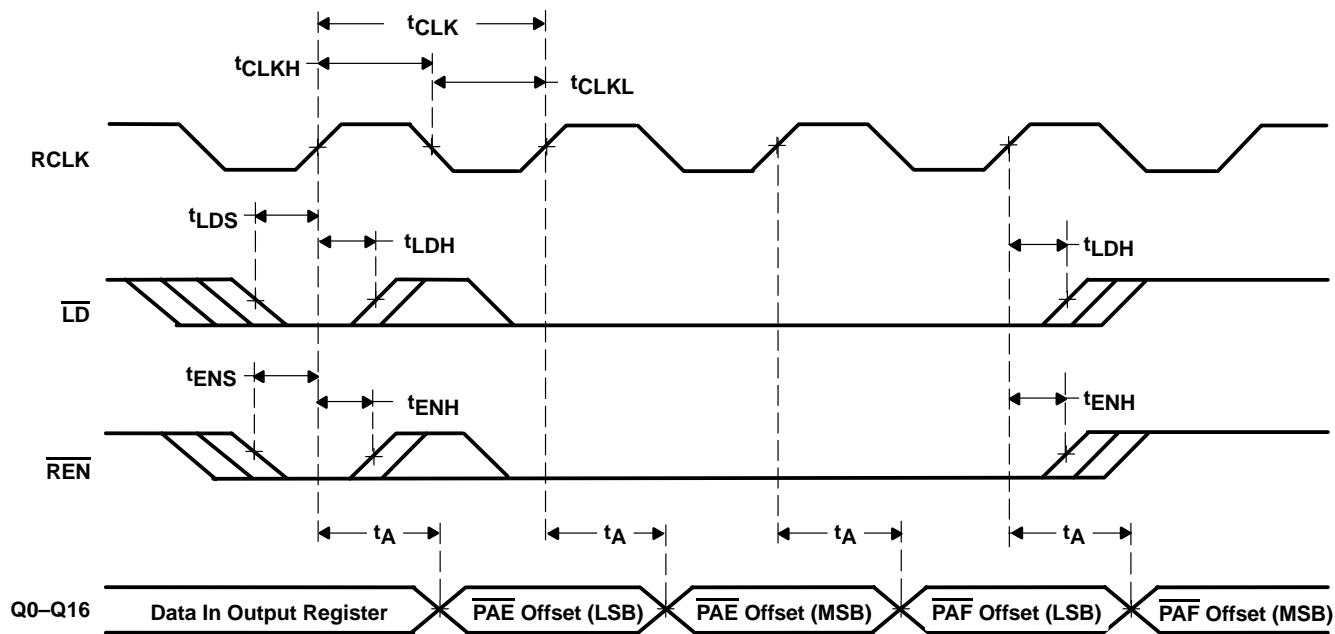 tCLK
tCLKH
tCLKL
RCLK
tLDS
tLDH
tLDH
LD
tENS
tENH
tENH
REN
tA
tA
tA
tA
Q0–Q16
Data In Output Register
PAE Offset (LSB)
PAE Offset (MSB)
PAF Offset (LSB)
PAF Offset (MSB)